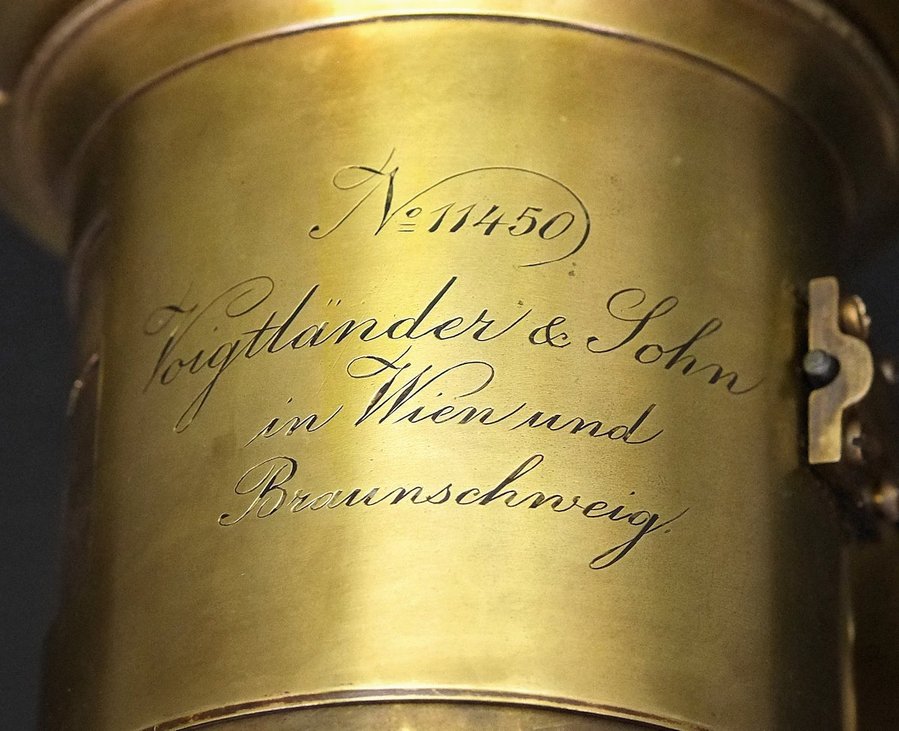 No 11450
Voigtländer & Sohn
in Wien und
Braunschweig.